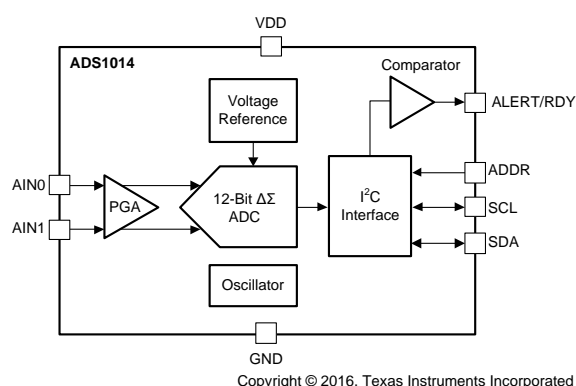 VDD
ADS1014
Comparator
Voltage
Reference
ALERT/RDY
ADDR
AIN0
PGA
12-Bit ΔΣ
ADC
I²C
Interface
SCL
AIN1
SDA
Oscillator
GND
Copyright © 2016, Texas Instruments Incorporated